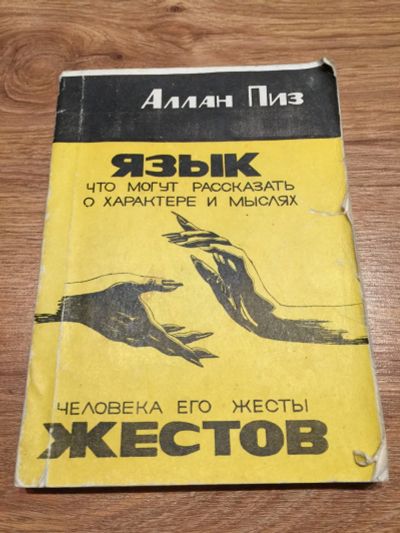 Аллан Пиз
ЯЗЫК
ЧТО МОГУТ РАССКАЗАТЬ
О ХАРАКТЕРЕ И МЫСЛЯХ
ЧЕЛОВЕКА ЕГО ЖЕСТЫ
ЖЕСТОВ